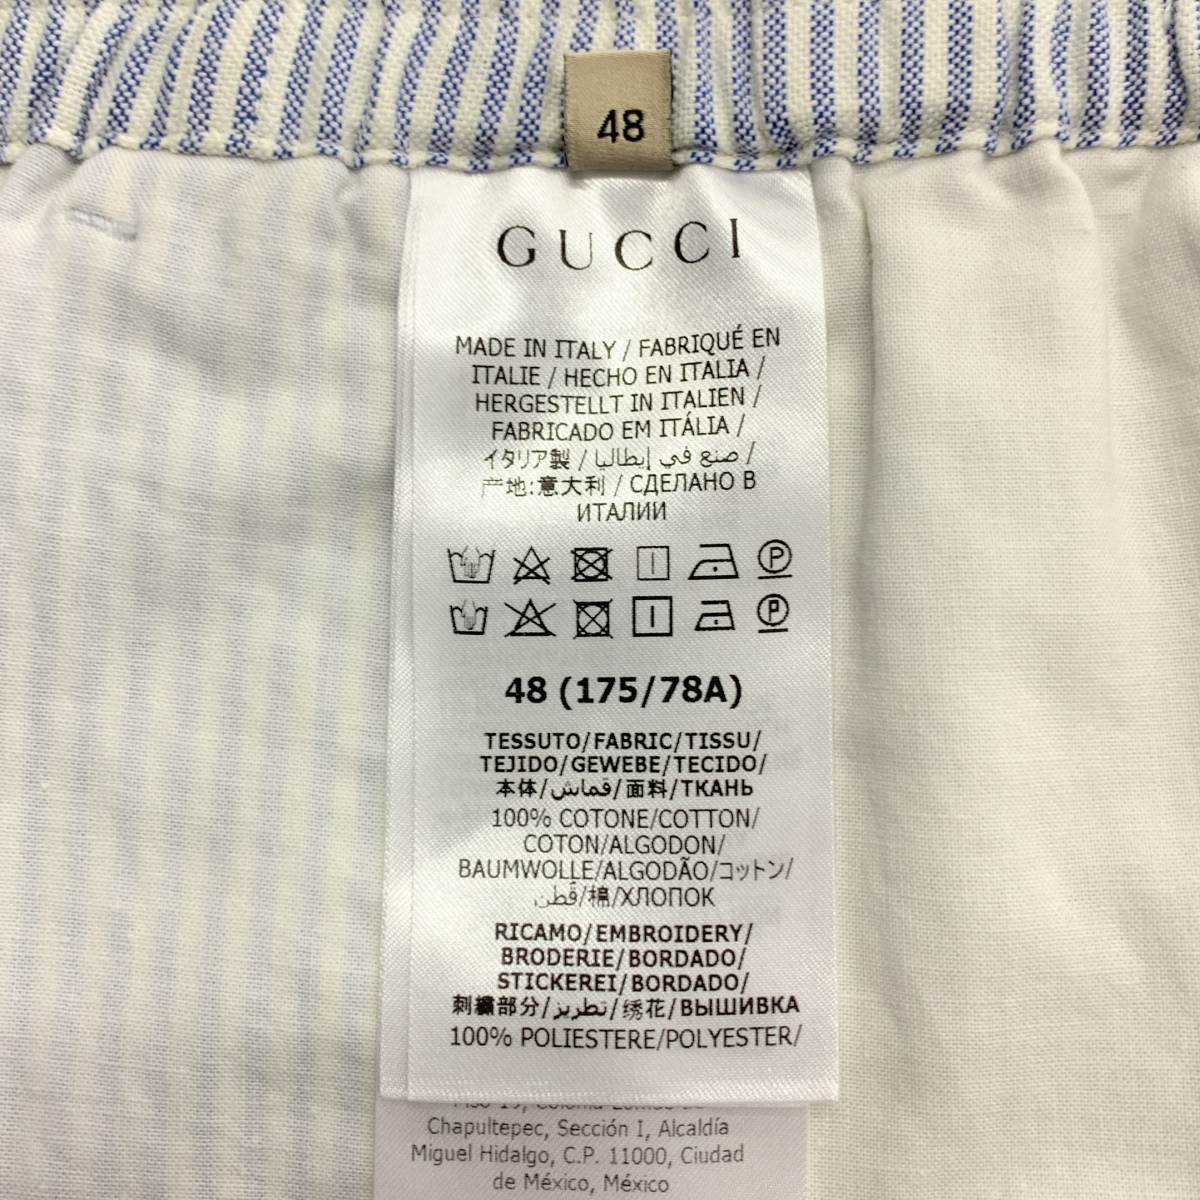 48
GUCCI
MADE IN ITALY / FABRIQUÉ EN
ITALIE / HECHO EN ITALIA /
HERGESTELLT IN ITALIEN /
FABRICADO EM ITÁLIA /
イタリア製 / صنع في إيطاليا /
产地:意大利 / СДЕЛАНО В
ИТАЛИИ
48 (175/78A)
TESSUTO/FABRIC/TISSU/
TEJIDO/GEWEBE/TECIDO/
本体/قماش/面料/ТКАНЬ
100% COTONE/COTTON/
COTON/ALGODON/
BAUMWOLLE/ALGODÃO/コットン/
قطن/棉/ХЛОПОК
RICAMO/EMBROIDERY/
BRODERIE/BORDADO/
STICKEREI/BORDADO/
刺繍部分/تطريز/绣花/ВЫШИВКА
100% POLIESTERE/POLYESTER/
Chapultepec, Sección I, Alcaldía
Miguel Hidalgo, C.P. 11000, Ciudad
de México, México